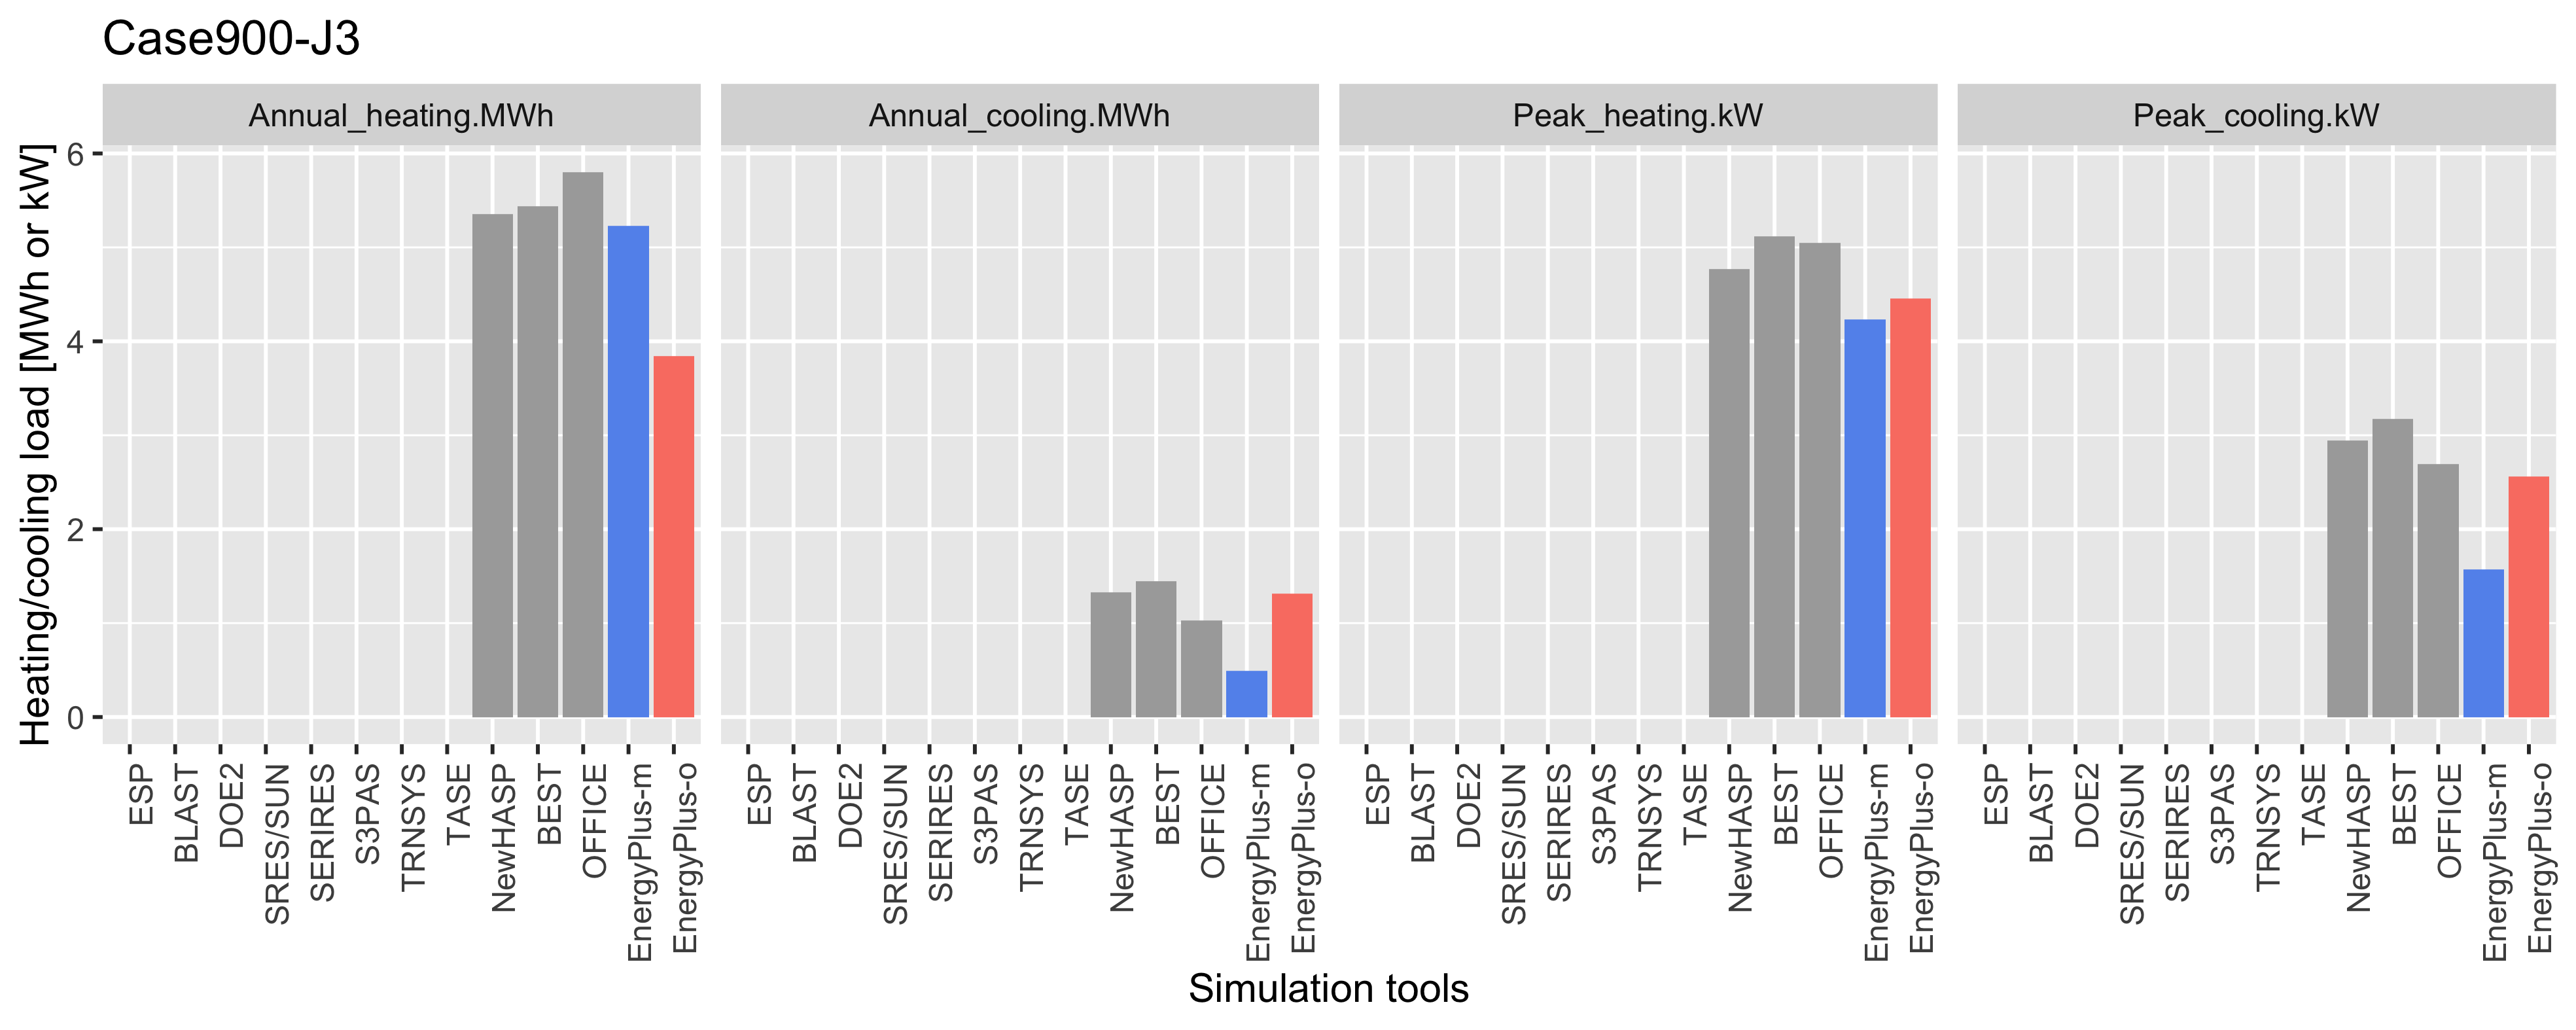 Case900-J3
Annual_heating.MWh
Annual_cooling.MWh
Peak_heating.kW
Peak_cooling.kW
Heating/cooling load [MWh or kW]
6
4
2
0
ESP
BLAST
DOE2
SRES/SUN
SERIRES
S3PAS
TRNSYS
TASE
NewHASP
BEST
OFFICE
EnergyPlus-m
EnergyPlus-o
ESP
BLAST
DOE2
SRES/SUN
SERIRES
S3PAS
TRNSYS
TASE
NewHASP
BEST
OFFICE
EnergyPlus-m
EnergyPlus-o
ESP
BLAST
DOE2
SRES/SUN
SERIRES
S3PAS
TRNSYS
TASE
NewHASP
BEST
OFFICE
EnergyPlus-m
EnergyPlus-o
ESP
BLAST
DOE2
SRES/SUN
SERIRES
S3PAS
TRNSYS
TASE
NewHASP
BEST
OFFICE
EnergyPlus-m
EnergyPlus-o
Simulation tools